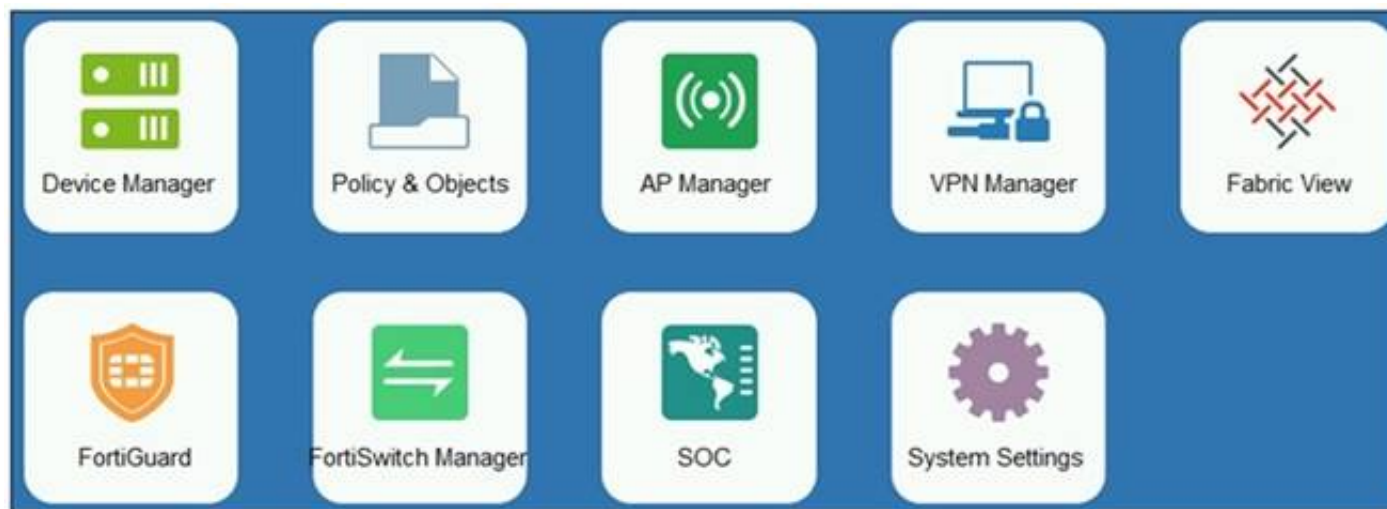 Device Manager
Policy & Objects
AP Manager
VPN Manager
Fabric View
FortiGuard
FortiSwitch Manager
SOC
System Settings